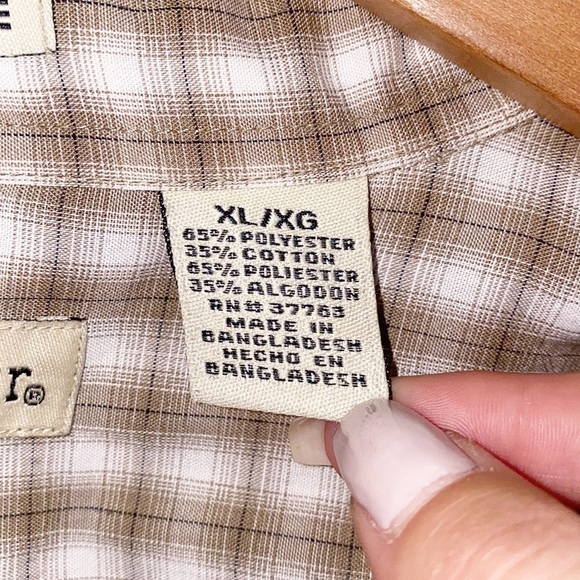 XL/XG
65% POLYESTER
35% COTTON
65% POLIESTER
35% ALGODON
RN# 37763
MADE IN
BANGLADESH
HECHO EN
BANGLADESH
r®